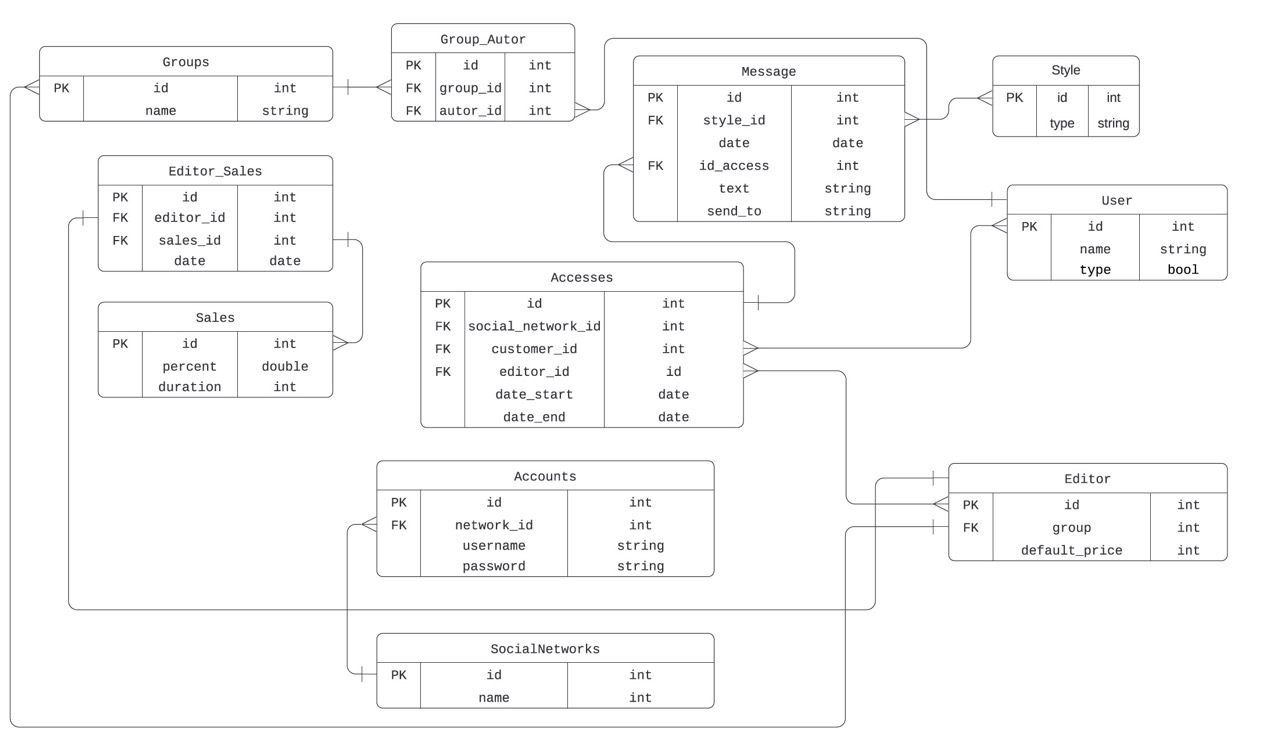 Groups
PK id int
name string
Group_Autor
PK id int
FK group_id int
FK autor_id int
Message
PK id int
FK style_id int
date date
FK id_access int
text string
send_to string
Style
PK id int
type string
Editor_Sales
PK id int
FK editor_id int
FK sales_id int
date date
User
PK id int
name string
type bool
Sales
PK id int
percent double
duration int
Accesses
PK id int
FK social_network_id int
FK customer_id int
FK editor_id id
date_start date
date_end date
Accounts
PK id int
FK network_id int
username string
password string
Editor
PK id int
FK group int
default_price int
SocialNetworks
PK id int
name int